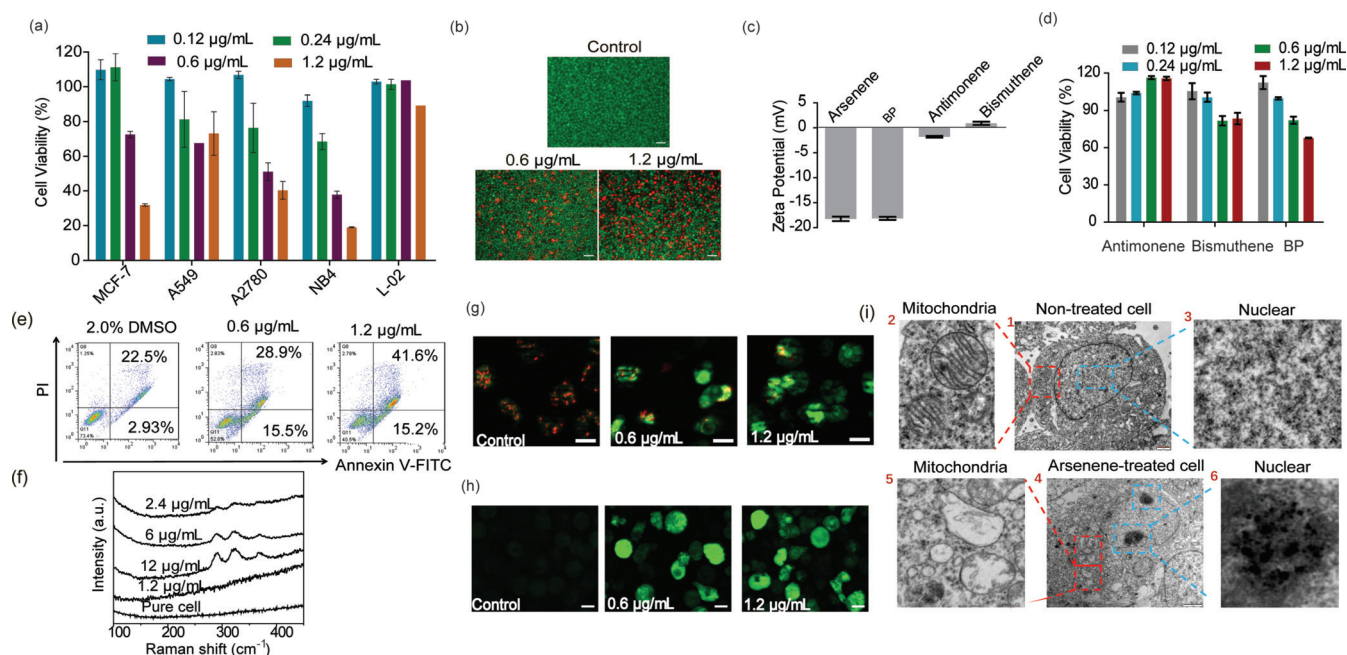 (a)
0.12 µg/mL
0.24 µg/mL
0.6 µg/mL
1.2 µg/mL
Cell Viability (%)
120
100
80
60
40
20
0
MCF-7
A549
A2780
NB4
L-02
(b)
Control
0.6 µg/mL
1.2 µg/mL
(c)
Arsenene
BP
Antimonene
Bismuthene
Zeta Potential (mV)
5
0
-5
-10
-15
-20
(d)
0.12 µg/mL
0.6 µg/mL
0.24 µg/mL
1.2 µg/mL
Cell Viability (%)
120
90
60
30
0
Antimonene
Bismuthene
BP
(e)
2.0% DMSO
0.6 µg/mL
1.2 µg/mL
PI
22.5%
2.93%
28.9%
15.5%
41.6%
15.2%
Annexin V-FITC
(f)
2.4 µg/mL
6 µg/mL
12 µg/mL
1.2 µg/mL
Pure cell
Intensity (a.u.)
100
200
300
400
Raman shift (cm⁻¹)
(g)
Control
0.6 µg/mL
1.2 µg/mL
(h)
Control
0.6 µg/mL
1.2 µg/mL
(i)
Mitochondria
Non-treated cell
Nuclear
2
1
3
Mitochondria
Arsenene-treated cell
Nuclear
5
4
6